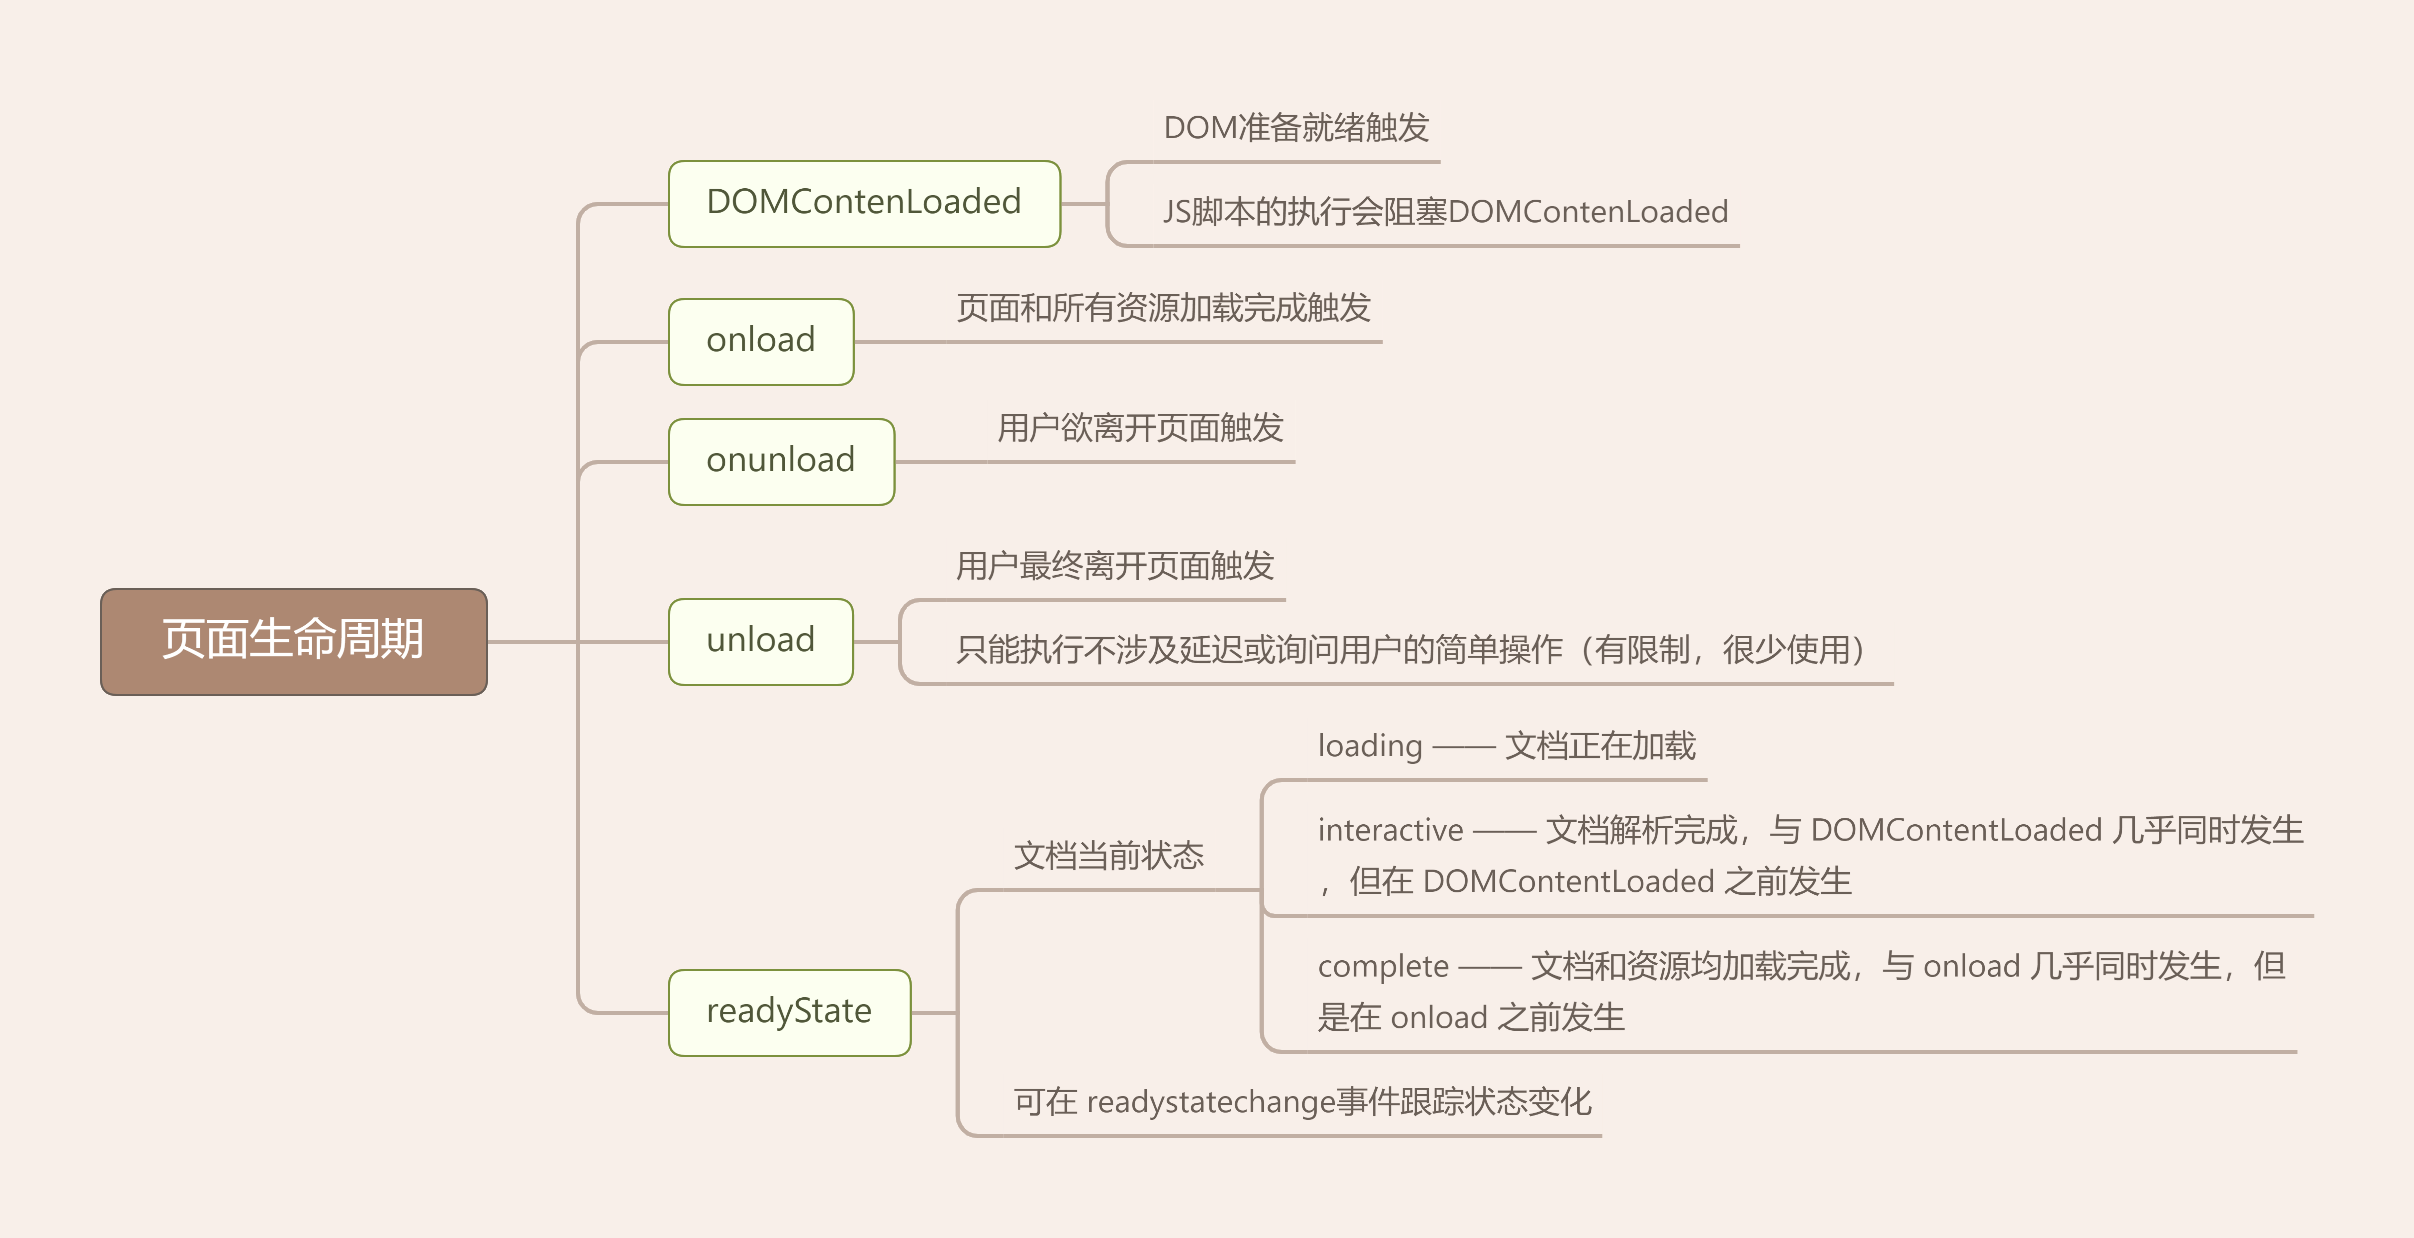 页面生命周期
DOMContenLoaded
DOM准备就绪触发
JS脚本的执行会阻塞DOMContenLoaded
onload
页面和所有资源加载完成触发
onunload
用户欲离开页面触发
unload
用户最终离开页面触发
只能执行不涉及延迟或询问用户的简单操作（有限制，很少使用）
readyState
文档当前状态
loading —— 文档正在加载
interactive —— 文档解析完成，与 DOMContentLoaded 几乎同时发生
，但在 DOMContentLoaded 之前发生
complete —— 文档和资源均加载完成，与 onload 几乎同时发生，但
是在 onload 之前发生
可在 readystatechange事件跟踪状态变化